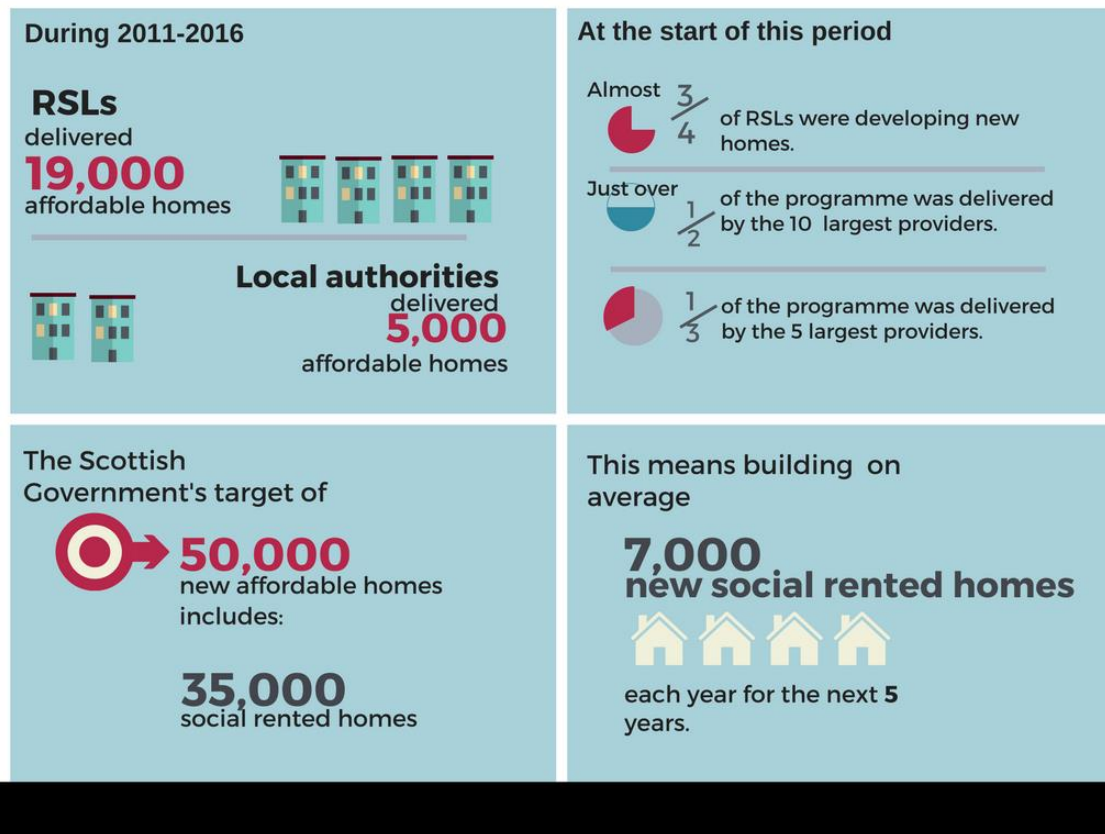 During 2011-2016
RSLs
delivered
19,000
affordable homes
Local authorities
delivered
5,000
affordable homes
At the start of this period
Almost 3/4
of RSLs were developing new
homes.
Just over 1/2
of the programme was delivered
by the 10 largest providers.
1/3
of the programme was delivered
by the 5 largest providers.
The Scottish
Government's target of
50,000
new affordable homes
includes:
35,000
social rented homes
This means building on
average
7,000
new social rented homes
each year for the next 5
years.